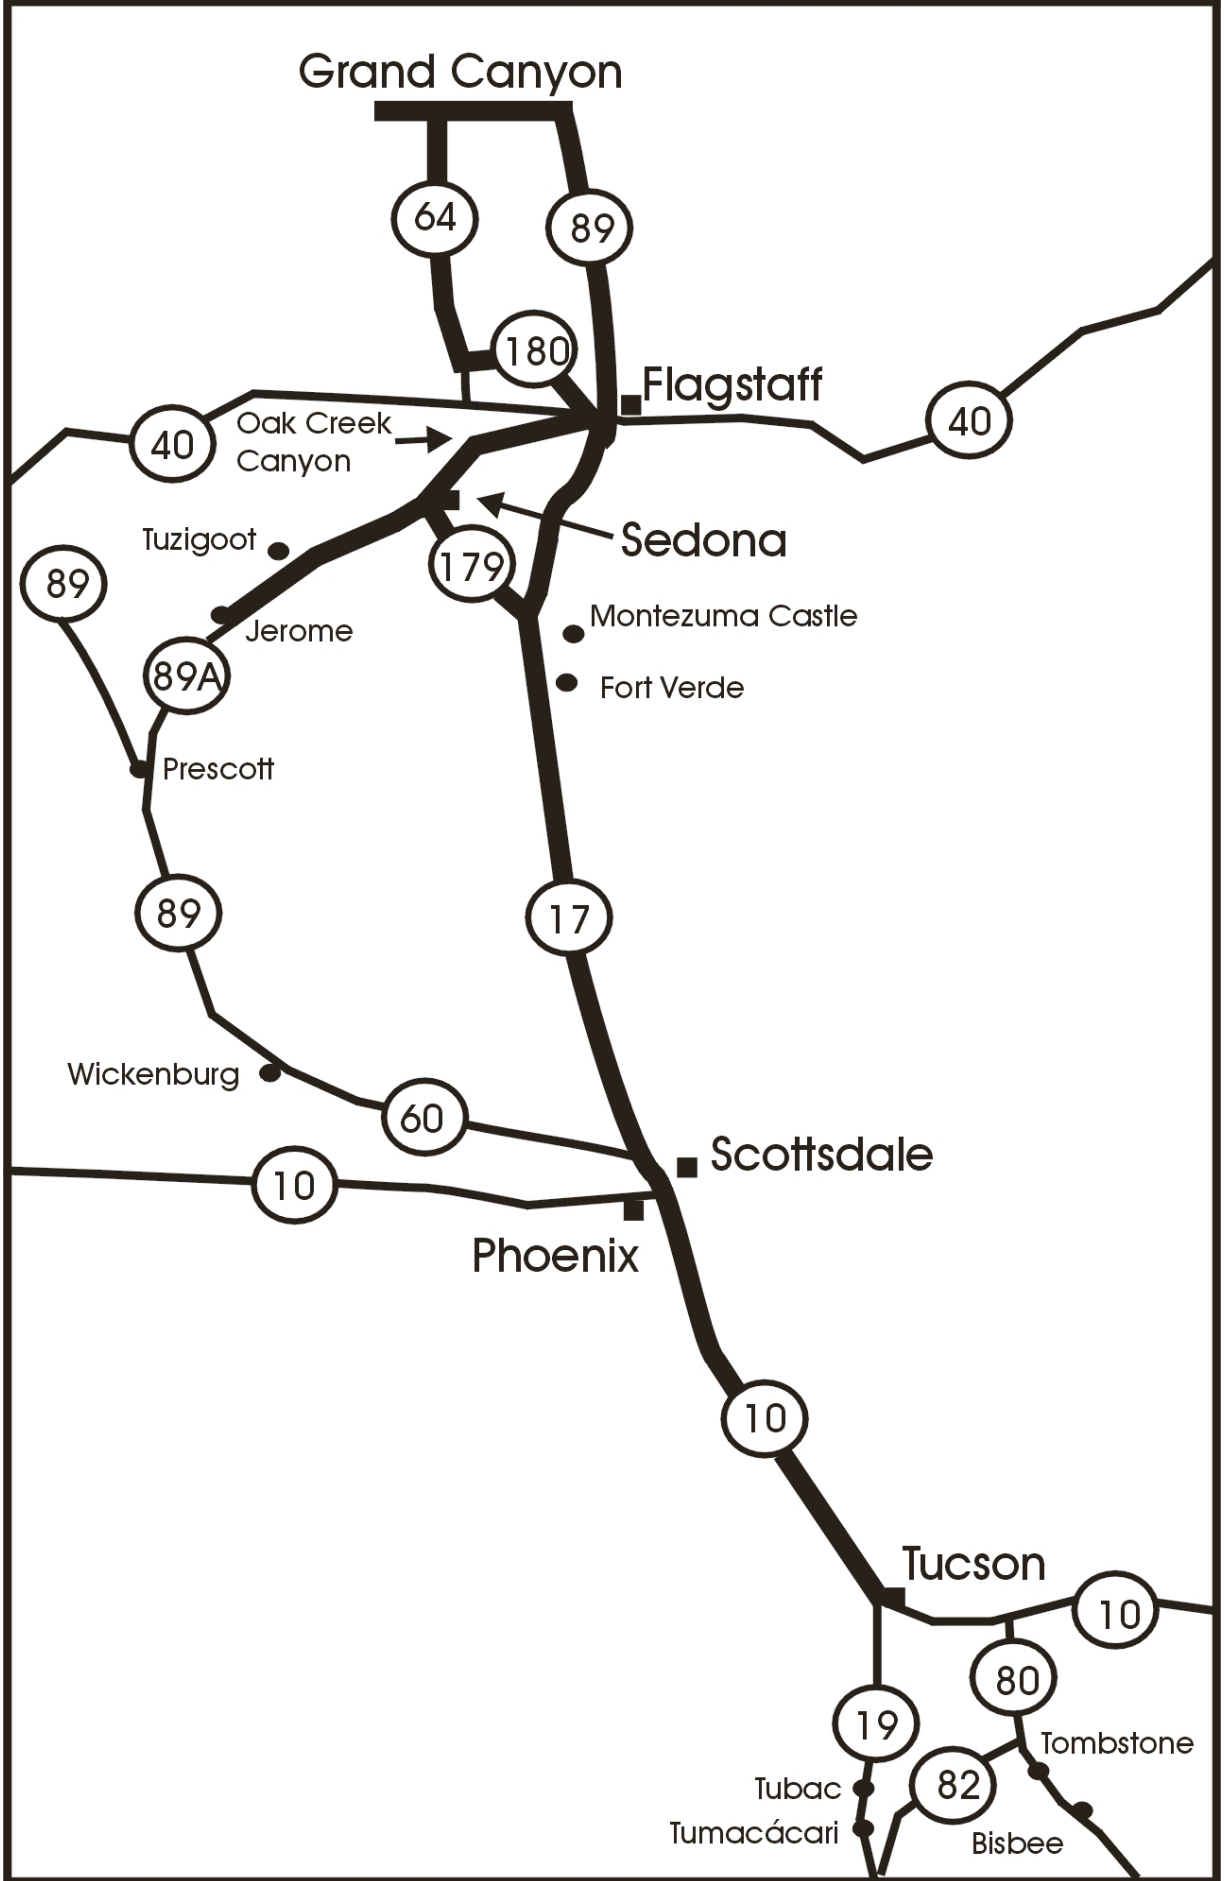 Grand Canyon
64
89
180
Flagstaff
40
Oak Creek
Canyon
40
Tuzigoot
Sedona
89
179
Montezuma Castle
Jerome
89A
Fort Verde
Prescott
89
17
Wickenburg
60
Scottsdale
10
Phoenix
10
Tucson
10
80
19
Tombstone
82
Tubac
Tumacácari
Bisbee